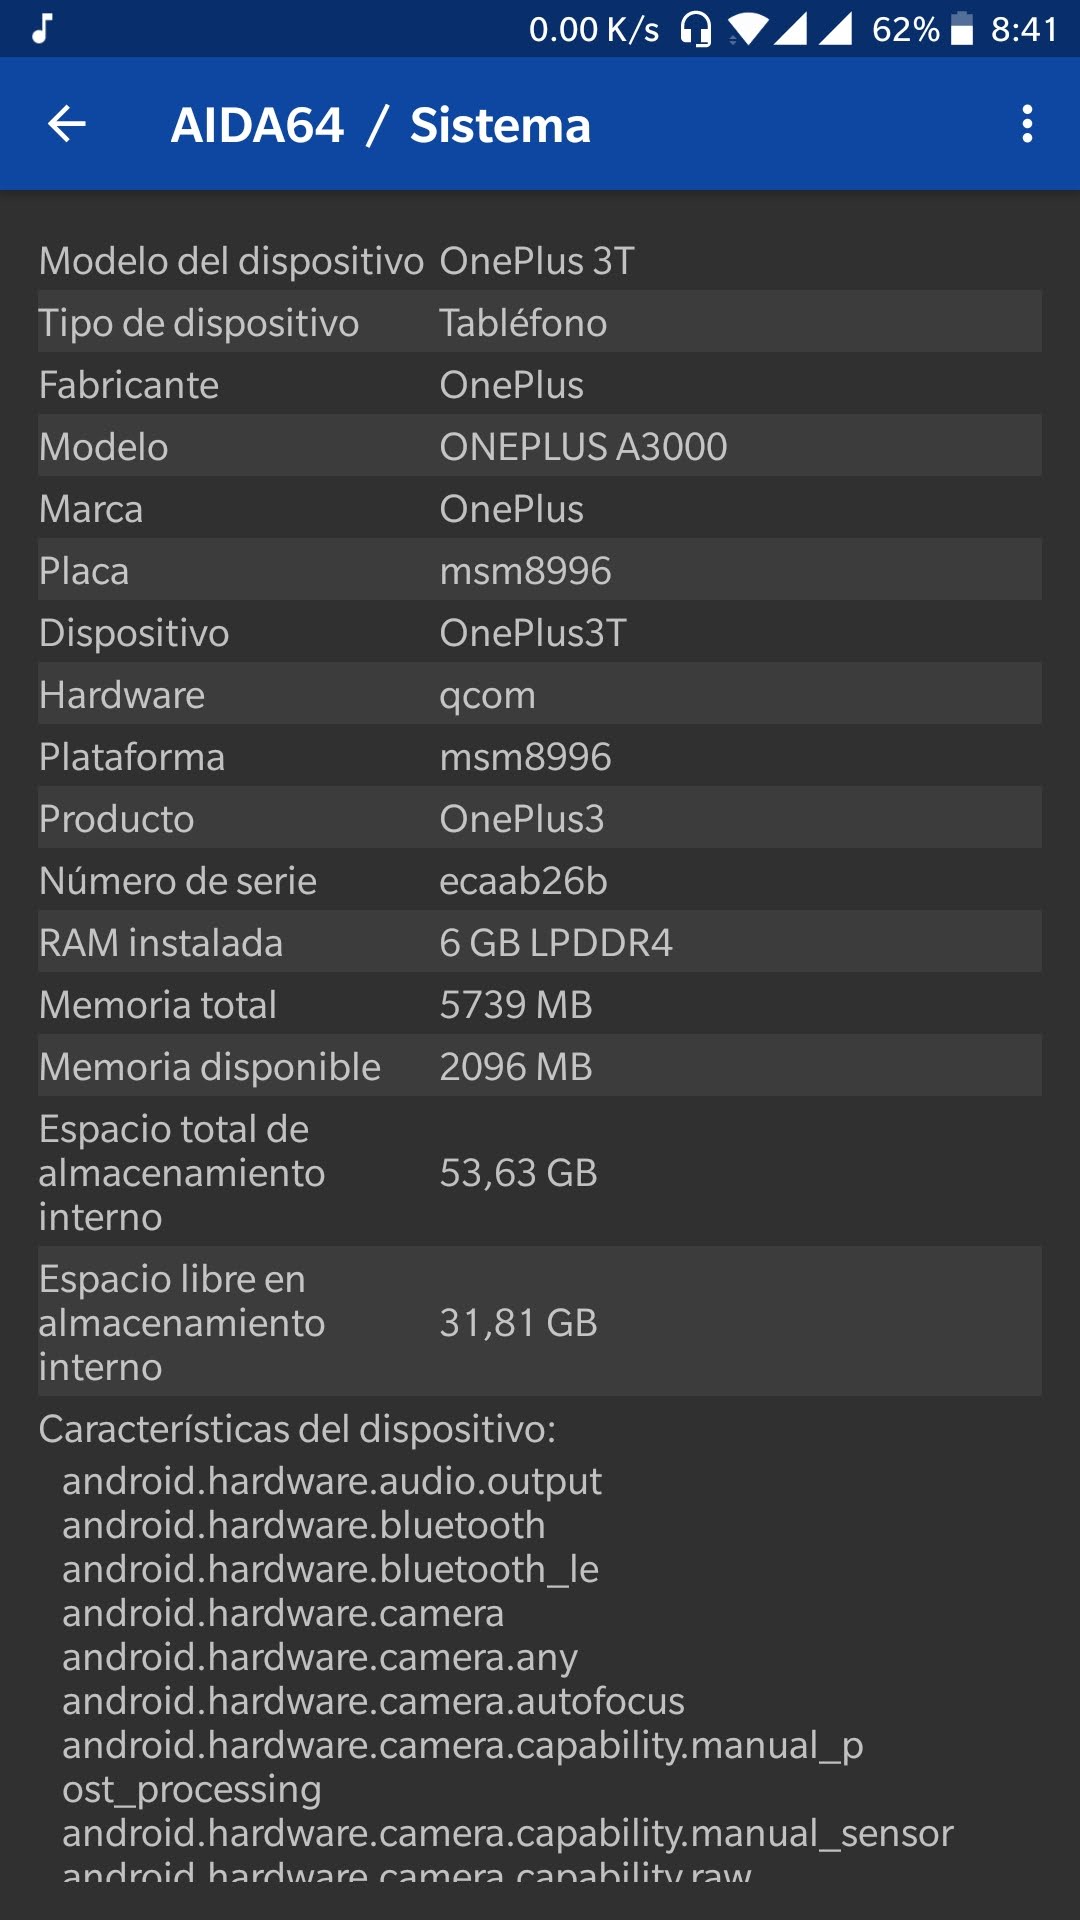 0.00 K/s 62% 8:41
AIDA64 / Sistema
Modelo del dispositivo OnePlus 3T
Tipo de dispositivo Tabléfono
Fabricante OnePlus
Modelo ONEPLUS A3000
Marca OnePlus
Placa msm8996
Dispositivo OnePlus3T
Hardware qcom
Plataforma msm8996
Producto OnePlus3
Número de serie ecaab26b
RAM instalada 6 GB LPDDR4
Memoria total 5739 MB
Memoria disponible 2096 MB
Espacio total de
almacenamiento 53,63 GB
interno
Espacio libre en
almacenamiento 31,81 GB
interno
Características del dispositivo:
android.hardware.audio.output
android.hardware.bluetooth
android.hardware.bluetooth_le
android.hardware.camera
android.hardware.camera.any
android.hardware.camera.autofocus
android.hardware.camera.capability.manual_p
ost_processing
android.hardware.camera.capability.manual_sensor
android.hardware.camera.capability.raw